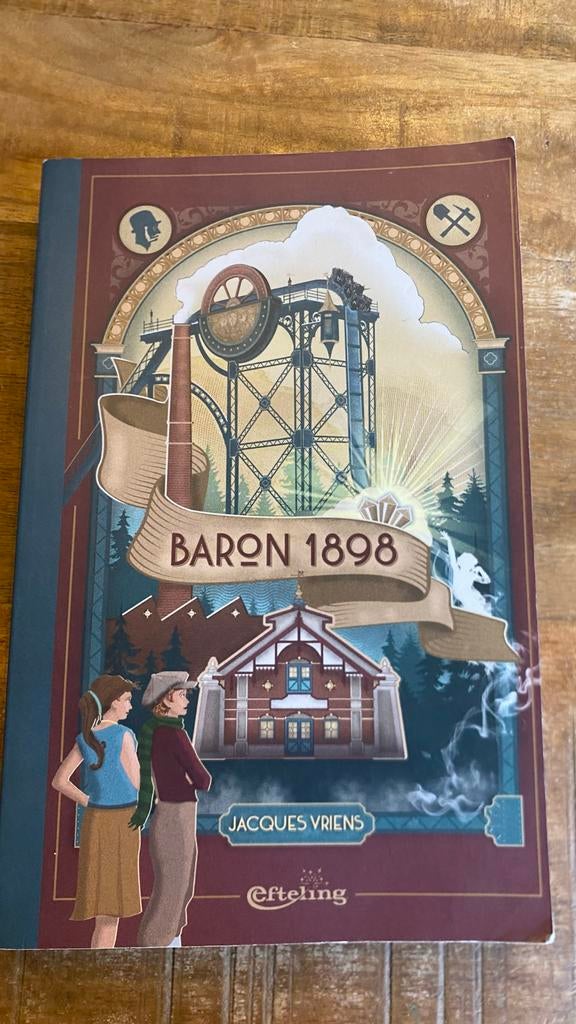 BARON 1898
JACQUES VRIENS
efteling